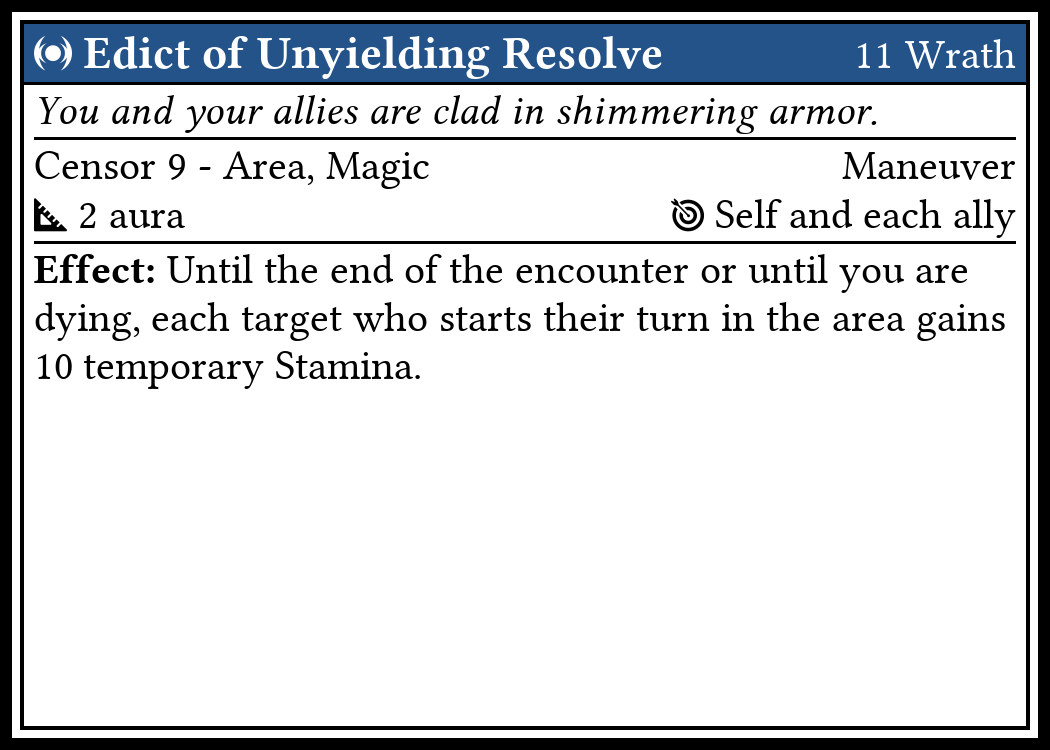 Edict of Unyielding Resolve 11 Wrath
You and your allies are clad in shimmering armor.
Censor 9 - Area, Magic Maneuver
2 aura Self and each ally
Effect: Until the end of the encounter or until you are
dying, each target who starts their turn in the area gains
10 temporary Stamina.